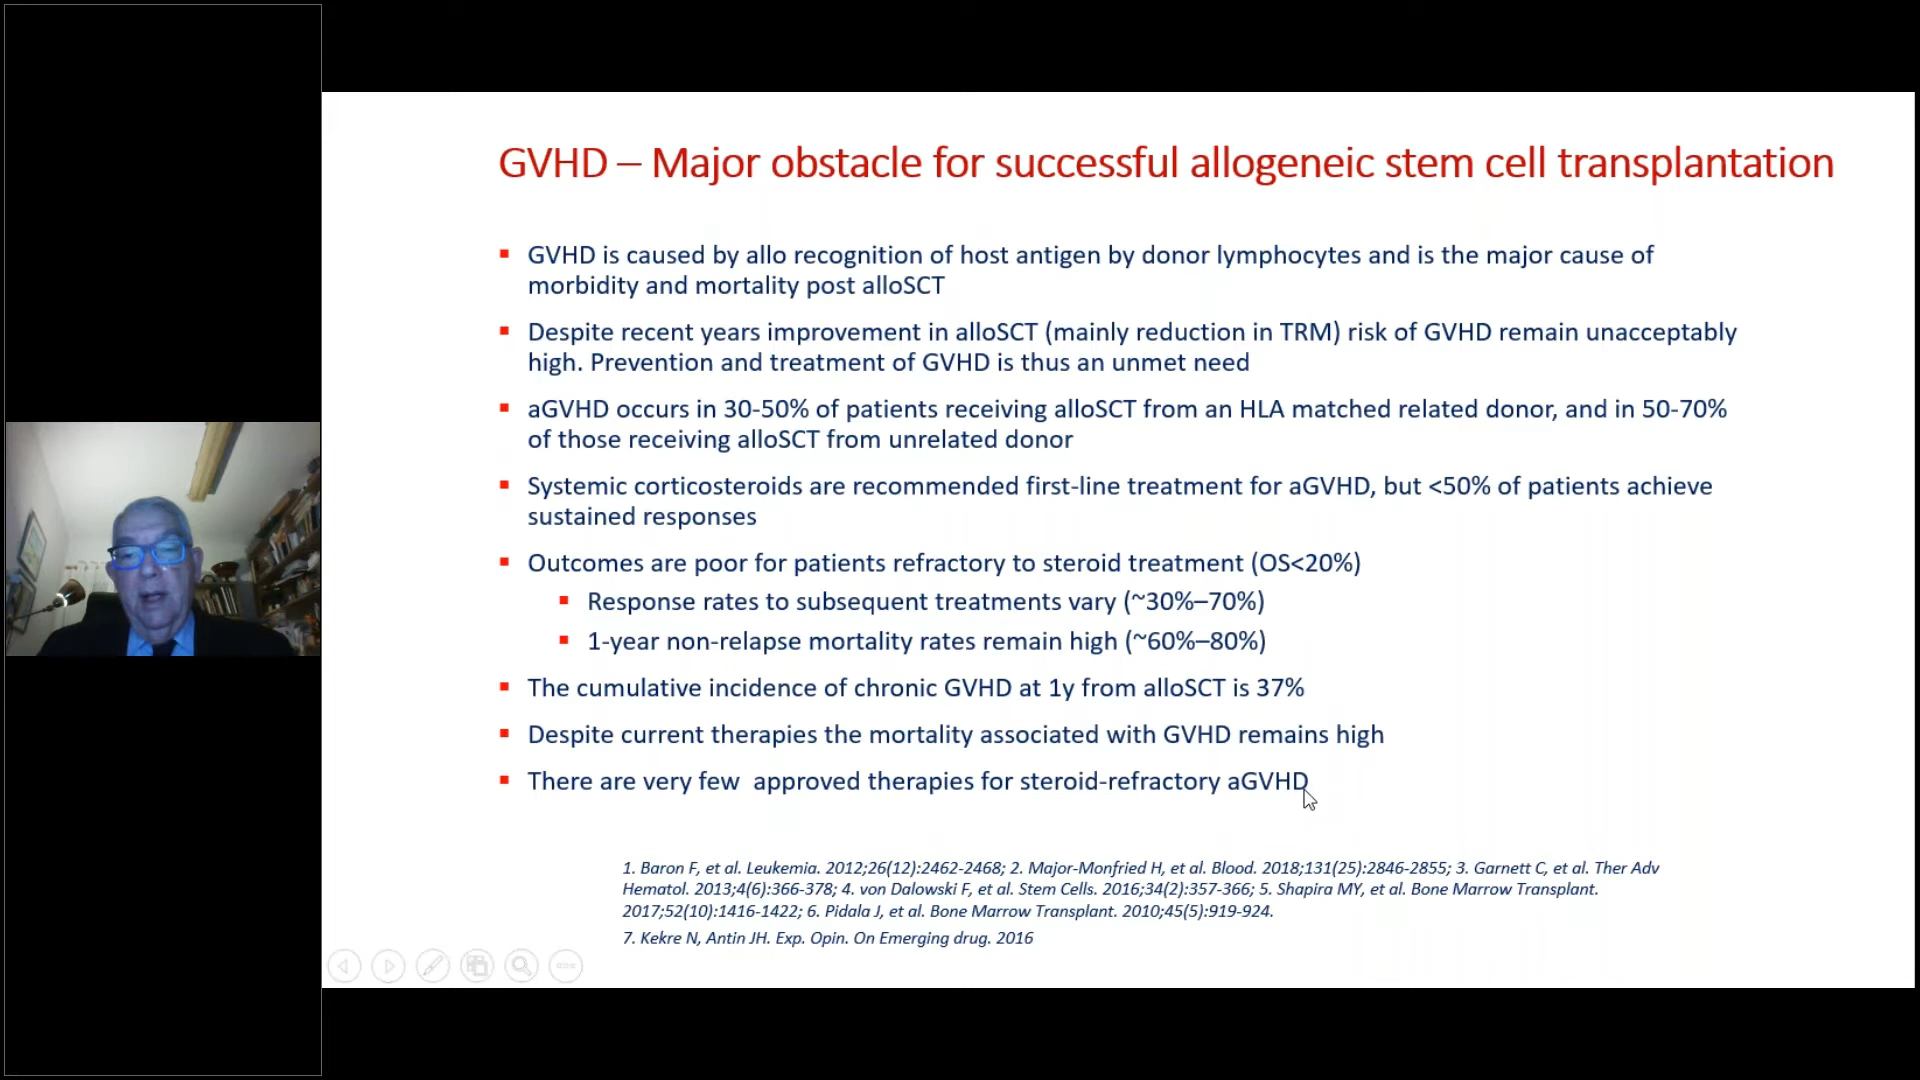 GVHD – Major obstacle for successful allogeneic stem cell transplantation
GVHD is caused by allo recognition of host antigen by donor lymphocytes and is the major cause of
morbidity and mortality post alloSCT
Despite recent years improvement in alloSCT (mainly reduction in TRM) risk of GVHD remain unacceptably
high. Prevention and treatment of GVHD is thus an unmet need
aGVHD occurs in 30-50% of patients receiving alloSCT from an HLA matched related donor, and in 50-70%
of those receiving alloSCT from unrelated donor
Systemic corticosteroids are recommended first-line treatment for aGVHD, but <50% of patients achieve
sustained responses
Outcomes are poor for patients refractory to steroid treatment (OS<20%)
Response rates to subsequent treatments vary (~30%–70%)
1-year non-relapse mortality rates remain high (~60%–80%)
The cumulative incidence of chronic GVHD at 1y from alloSCT is 37%
Despite current therapies the mortality associated with GVHD remains high
There are very few  approved therapies for steroid-refractory aGVHD
1. Baron F, et al. Leukemia. 2012;26(12):2462-2468; 2. Major-Monfried H, et al. Blood. 2018;131(25):2846-2855; 3. Garnett C, et al. Ther Adv
Hematol. 2013;4(6):366-378; 4. von Dalowski F, et al. Stem Cells. 2016;34(2):357-366; 5. Shapira MY, et al. Bone Marrow Transplant.
2017;52(10):1416-1422; 6. Pidala J, et al. Bone Marrow Transplant. 2010;45(5):919-924.
7. Kekre N, Antin JH. Exp. Opin. On Emerging drug. 2016